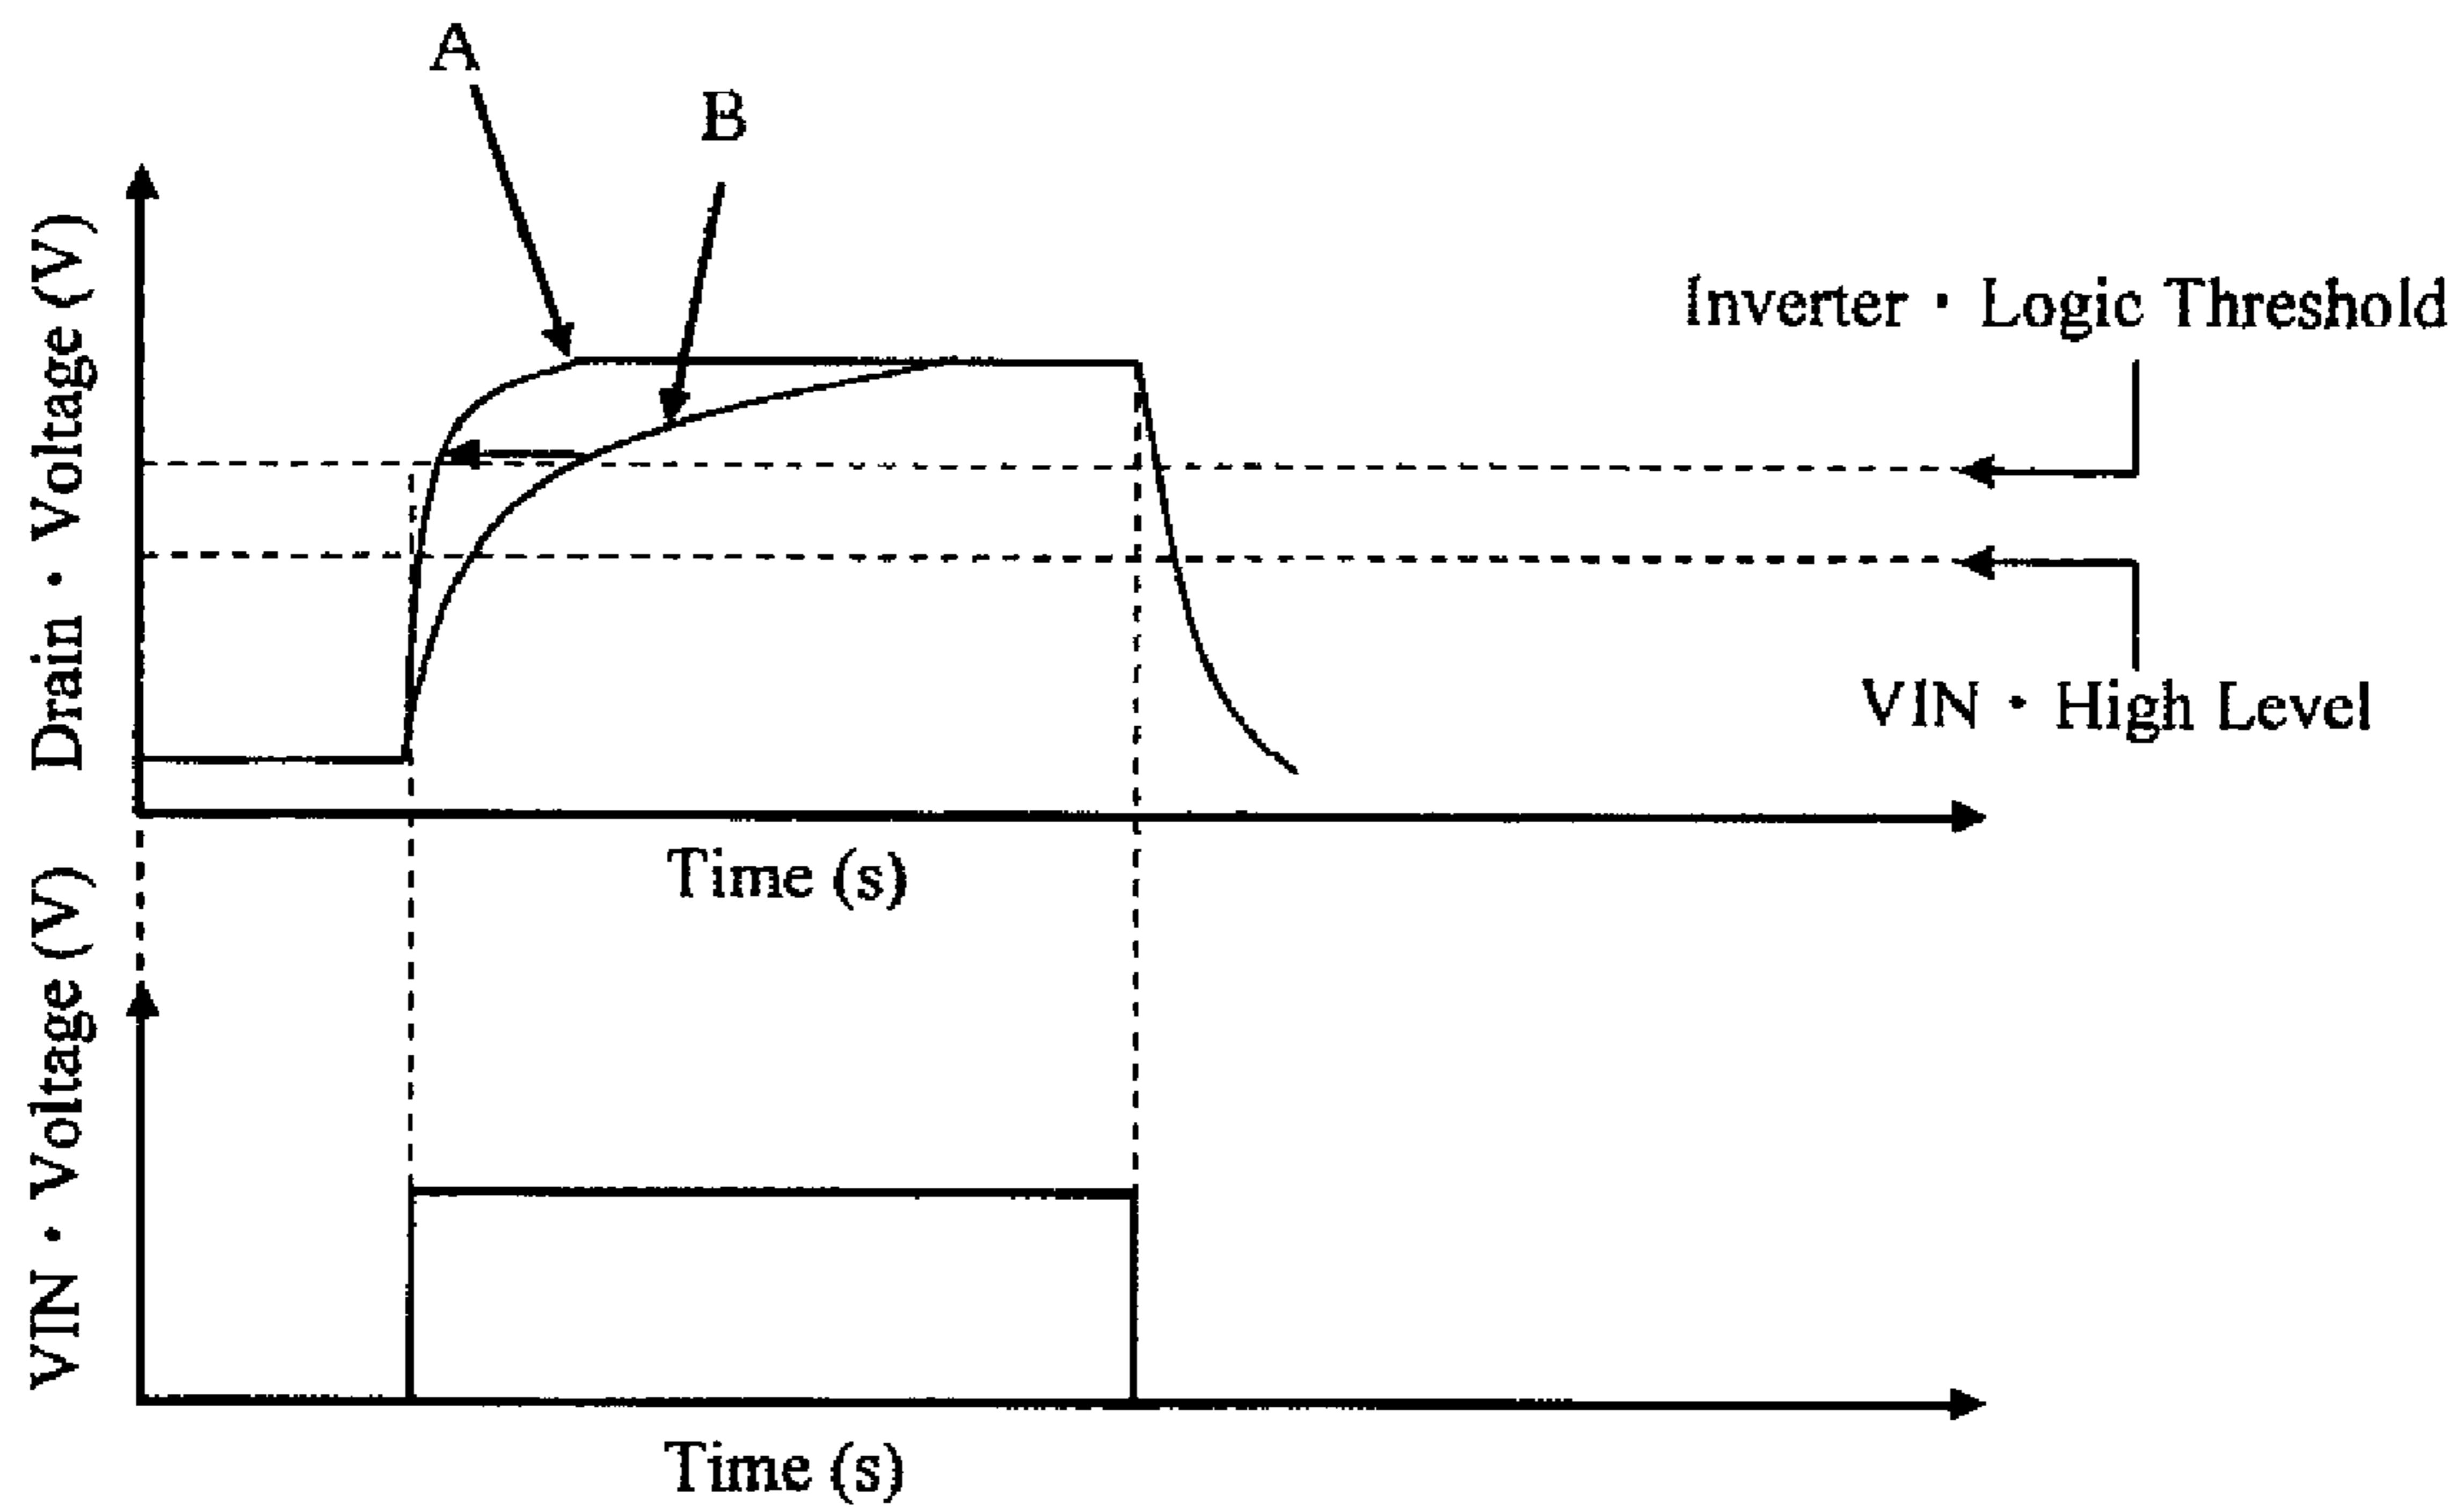 A
B
Drain・Voltage (V)
Inverter・Logic Threshold
VIN・High Level
Time (s)
VIN・Voltage (V)
Time (s)